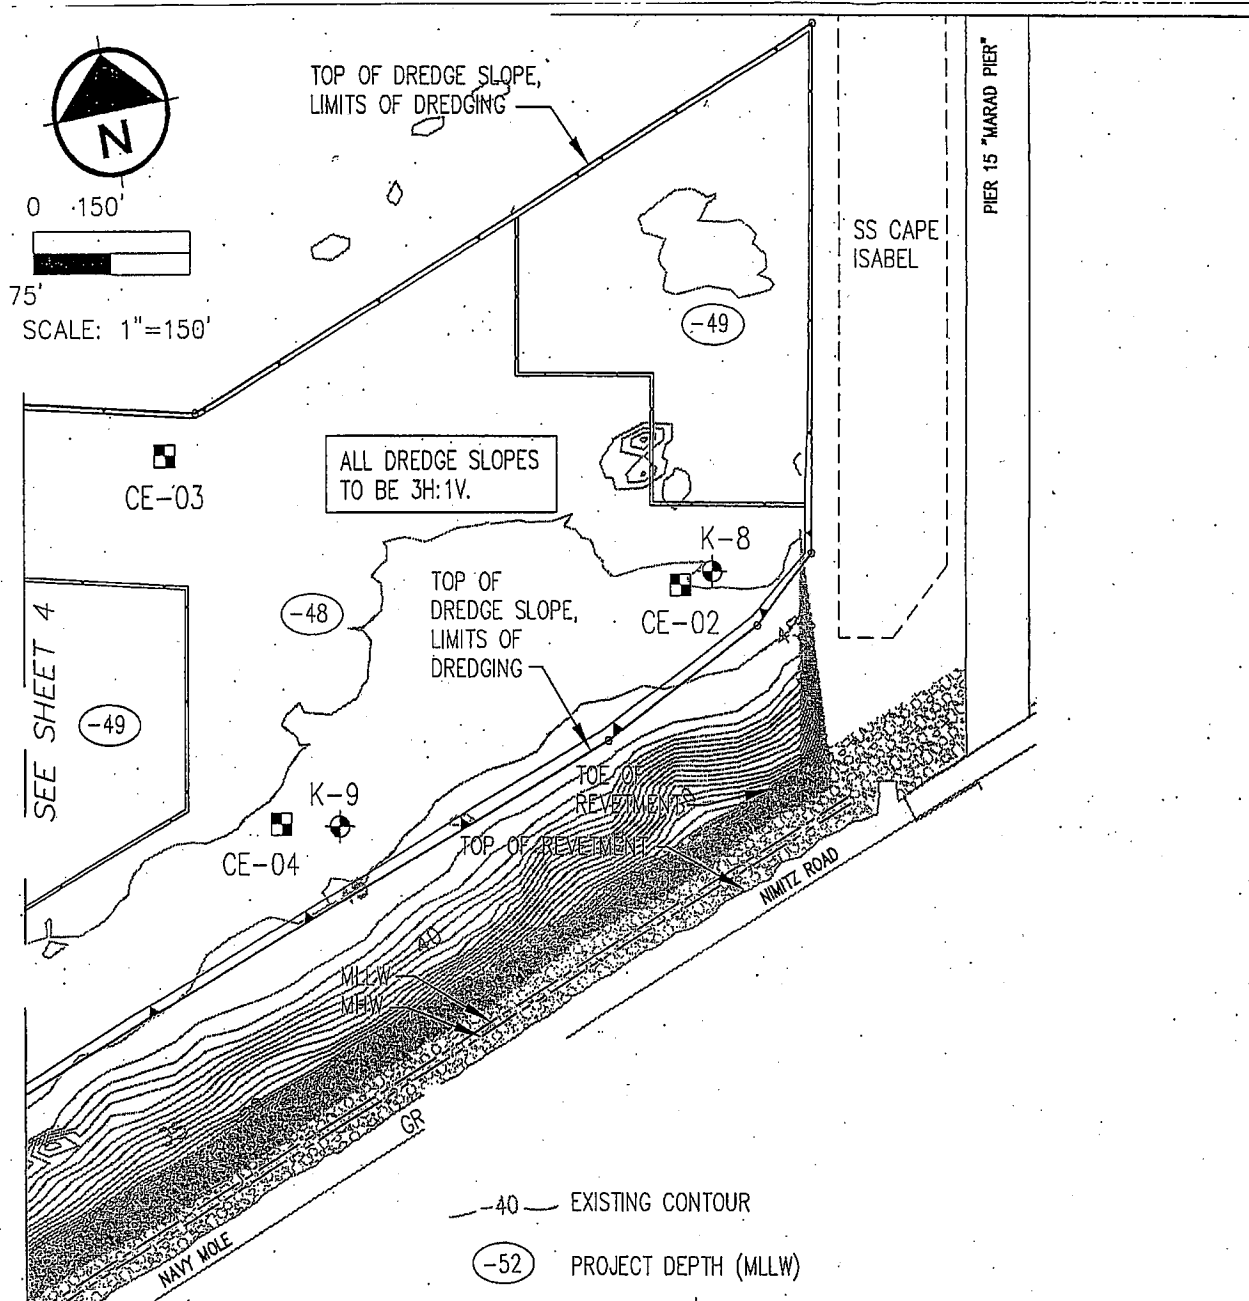 TOP OF DREDGE SLOPE,
LIMITS OF DREDGING
N
0 150'
75'
SCALE: 1"=150'
PIER 15 "MARAD PIER"
SS CAPE
ISABEL
-49
CE-03
ALL DREDGE SLOPES
TO BE 3H:1V.
K-8
CE-02
-48
TOP OF
DREDGE SLOPE,
LIMITS OF
DREDGING
SEE SHEET 4
-49
K-9
CE-04
TOE OF
REVETMENT
TOP OF REVETMENT
NIMITZ ROAD
40
MLLW
MHW
GR
NAVY MOLE
-40 EXISTING CONTOUR
-52 PROJECT DEPTH (MLLW)